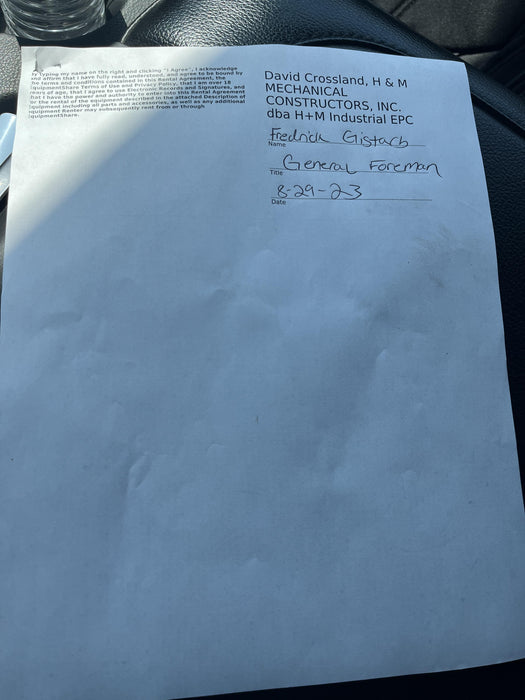 By typing my name on the right and clicking "I Agree", I acknowledge
and affirm that I have fully read, understood, and agree to be bound by
the terms and conditions contained in this Rental Agreement, the
EquipmentShare Terms of Use and Privacy Policy, that I am over 18
years of age, that I agree to use Electronic Records and Signatures, and
that I have the power and authority to enter into this Rental Agreement
for the rental of the equipment described in the attached Description of
Equipment including all parts and accessories, as well as any additional
equipment Renter may subsequently rent from or through
EquipmentShare.
David Crossland, H & M
MECHANICAL
CONSTRUCTORS, INC.
dba H+M Industrial EPC
Fredrick Gistarb
Name
General Foreman
Title
8-29-23
Date